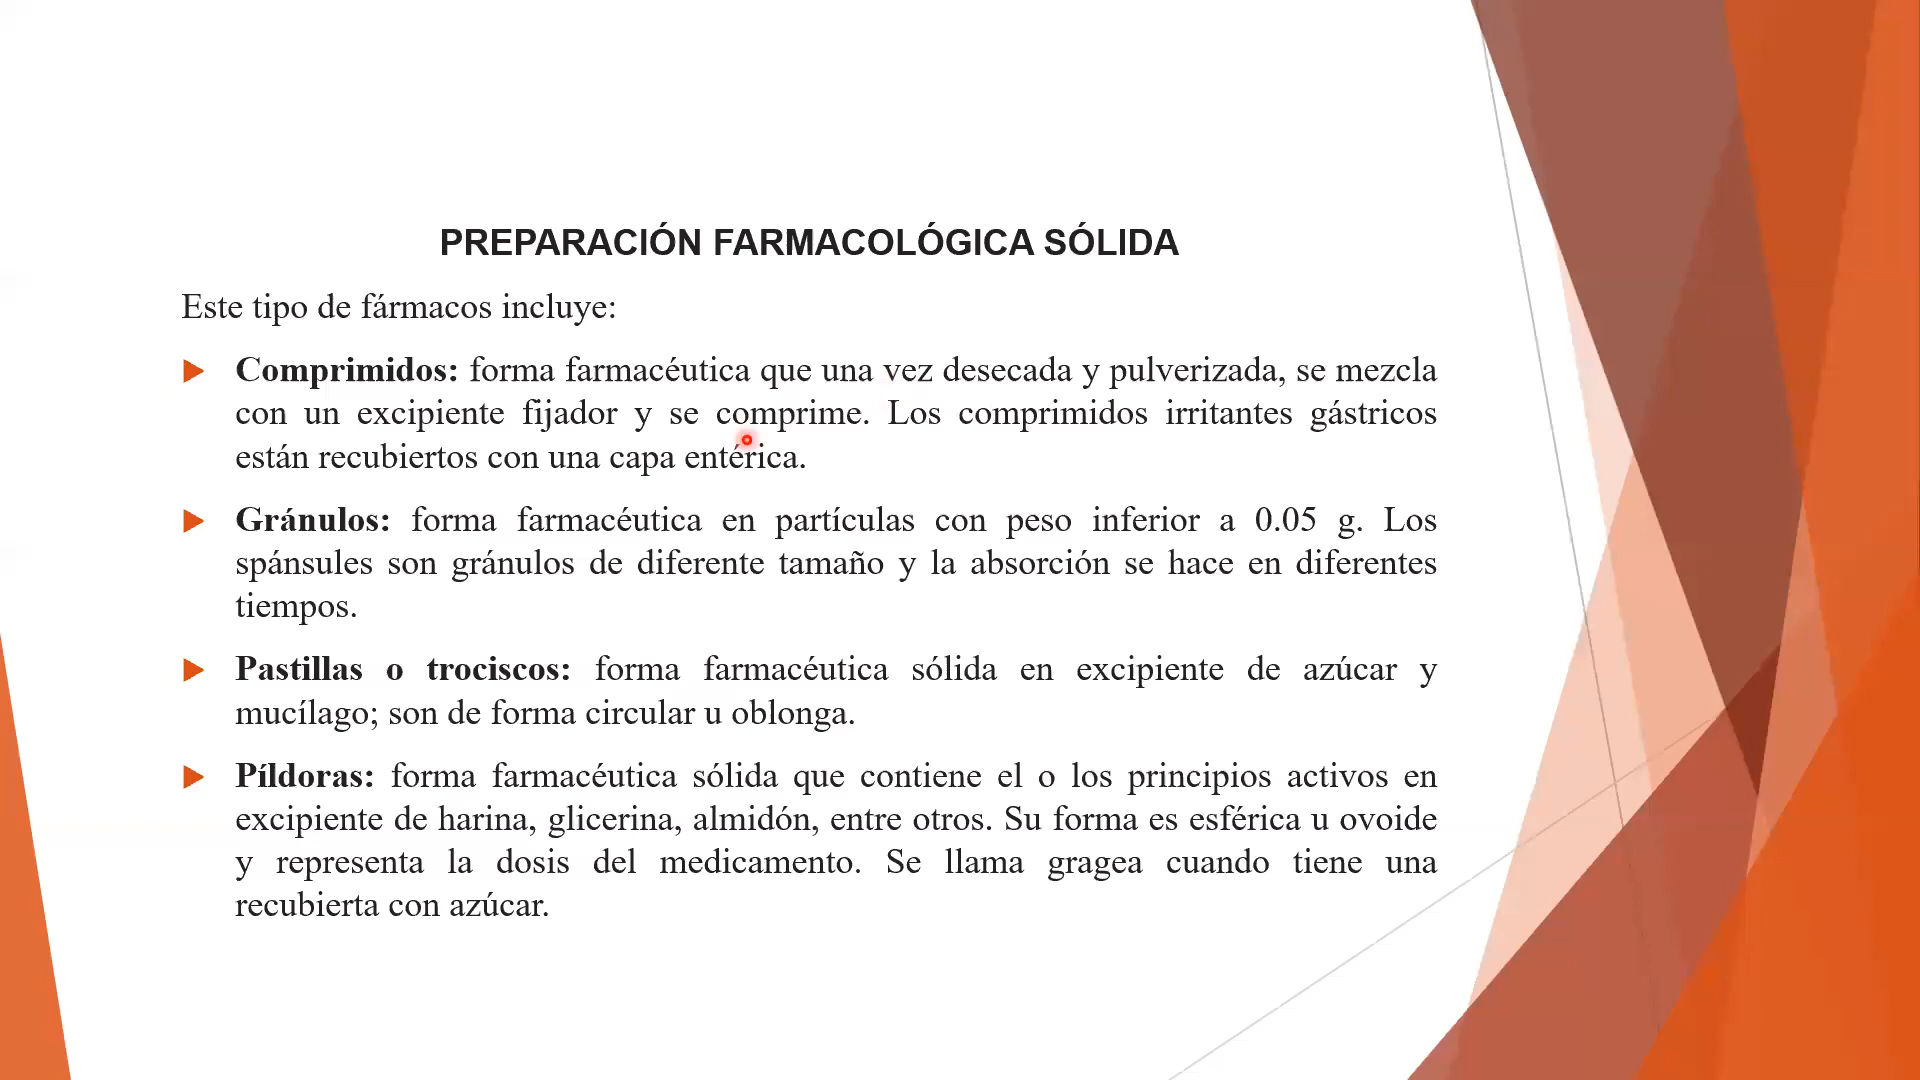 PREPARACIÓN FARMACOLÓGICA SÓLIDA
Este tipo de fármacos incluye:
Comprimidos: forma farmacéutica que una vez desecada y pulverizada, se mezcla
con un excipiente fijador y se comprime. Los comprimidos irritantes gástricos
están recubiertos con una capa entérica.
Gránulos: forma farmacéutica en partículas con peso inferior a 0.05 g. Los
spánsules son gránulos de diferente tamaño y la absorción se hace en diferentes
tiempos.
Pastillas o trociscos: forma farmacéutica sólida en excipiente de azúcar y
mucílago; son de forma circular u oblonga.
Píldoras: forma farmacéutica sólida que contiene el o los principios activos en
excipiente de harina, glicerina, almidón, entre otros. Su forma es esférica u ovoide
y representa la dosis del medicamento. Se llama gragea cuando tiene una
recubierta con azúcar.